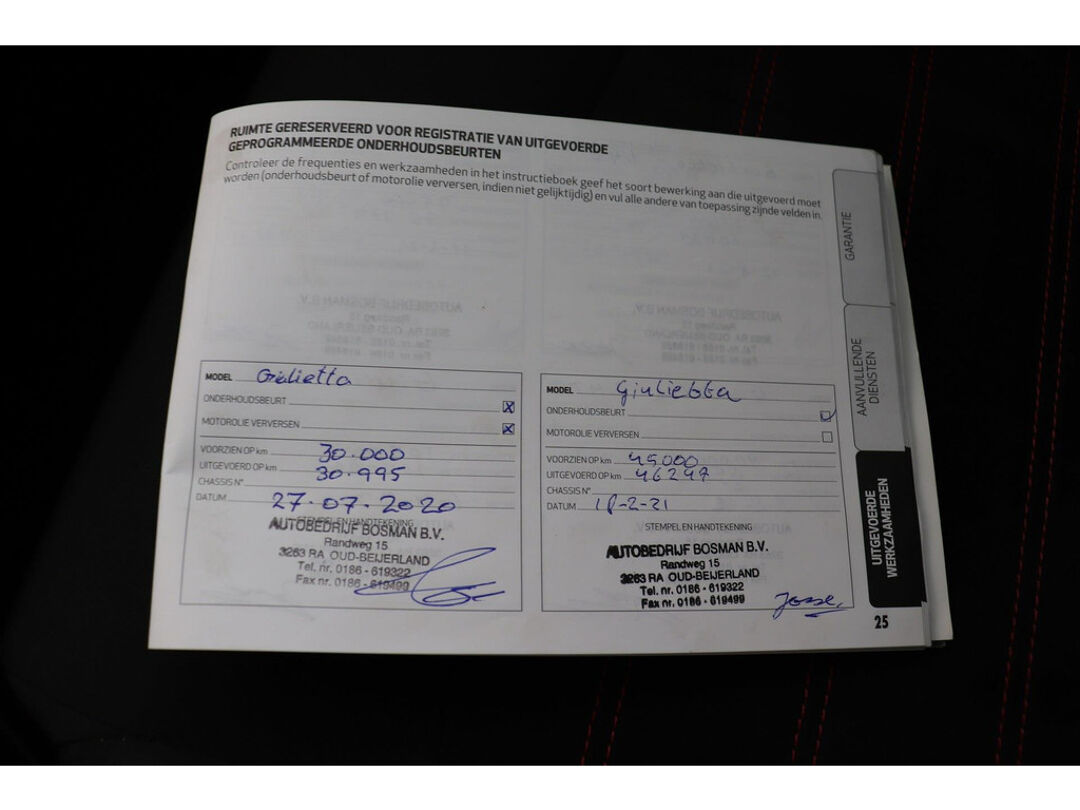 RUIMTE GERESERVEERD VOOR REGISTRATIE VAN UITGEVOERDE
GEPROGRAMMEERDE ONDERHOUDSBEURTEN
Controleer de frequenties en werkzaamheden in het instructieboek geef het soort bewerking aan die uitgevoerd moet
worden (onderhoudsbeurt of motorolie verversen, indien niet gelijktijdig) en vul alle andere van toepassing zijnde velden in.
MODEL Giulietta
ONDERHOUDSBEURT X
MOTOROLIE VERVERSEN X
VOORZIEN OP km 30.000
UITGEVOERD OP km 30.995
CHASSIS N°
DATUM 27.07.2020
STEMPEL EN HANDTEKENING
AUTOBEDRIJF BOSMAN B.V.
Randweg 15
3263 RA OUD-BEIJERLAND
Tel. nr. 0186 - 619322
Fax nr. 0186 - 619499
MODEL Giulietta
ONDERHOUDSBEURT
MOTOROLIE VERVERSEN
VOORZIEN OP km 45000
UITGEVOERD OP km 46247
CHASSIS N°
DATUM 18-2-21
STEMPEL EN HANDTEKENING
AUTOBEDRIJF BOSMAN B.V.
Randweg 15
3263 RA OUD-BEIJERLAND
Tel. nr. 0186 - 619322
Fax nr. 0186 - 619499
GARANTIE
AANVULLENDE
DIENSTEN
UITGEVOERDE
WERKZAAMHEDEN
25